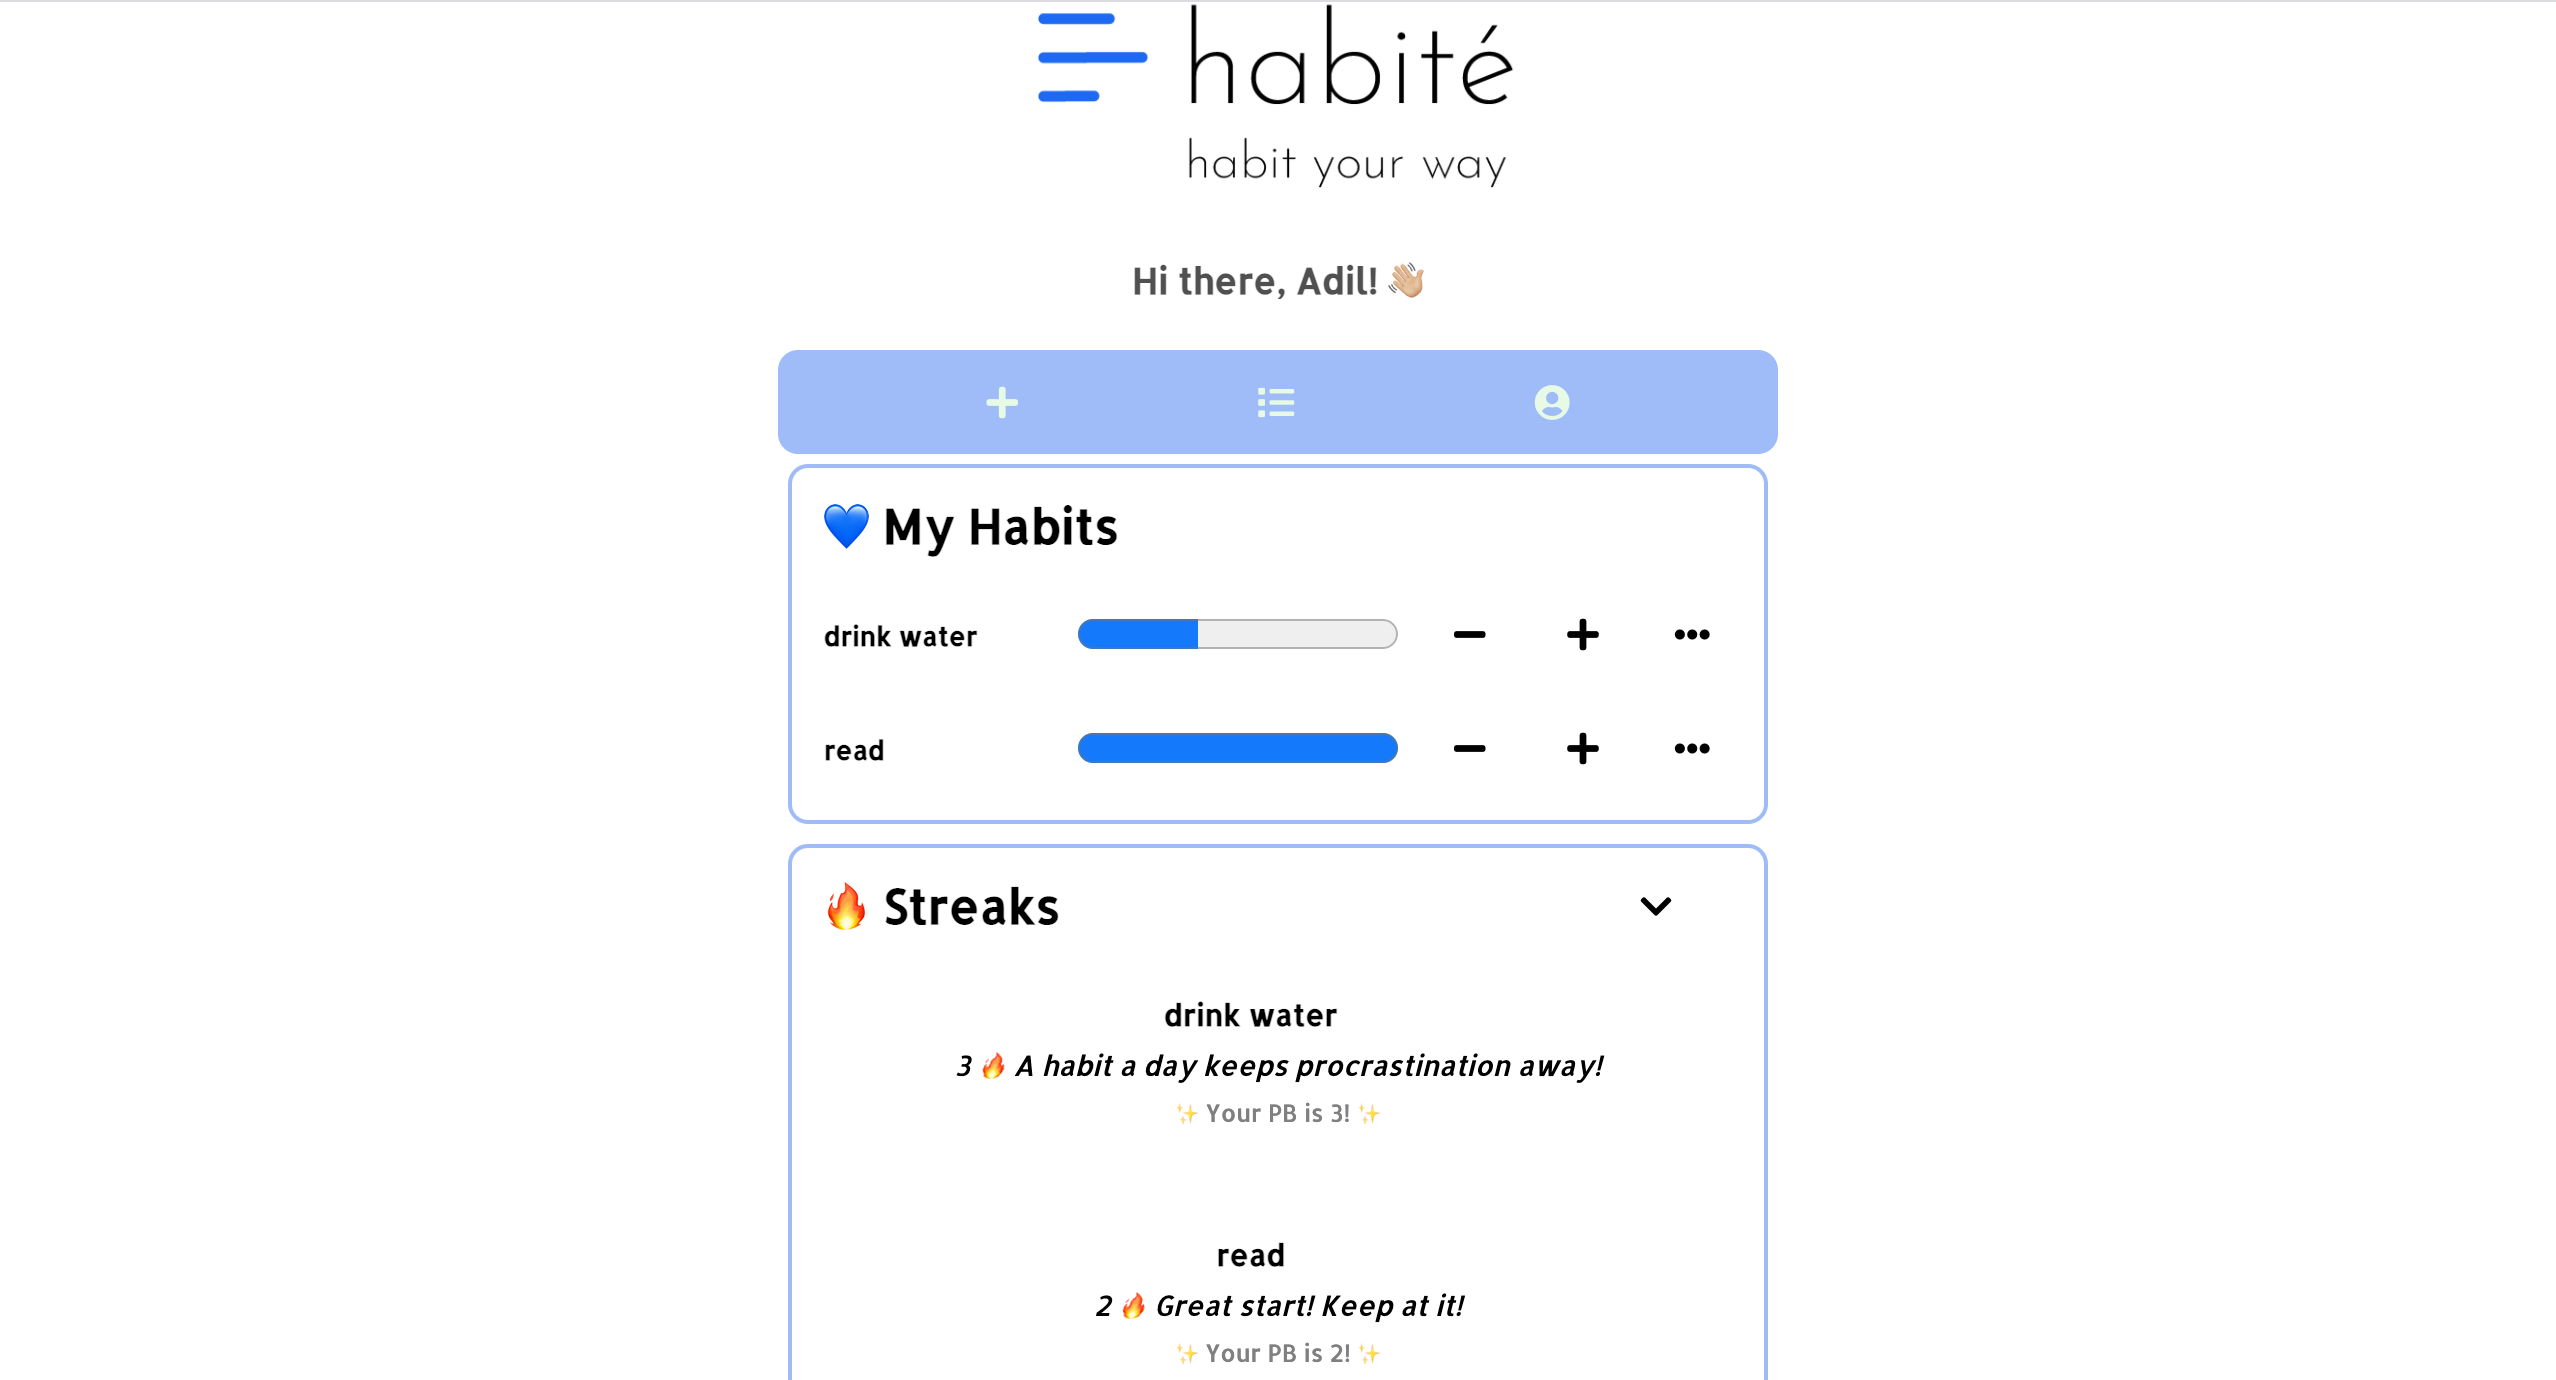 habité
habit your way
Hi there, Adil! 👋🏼
💙 My Habits
drink water
read
🔥 Streaks
drink water
3 🔥 A habit a day keeps procrastination away!
✨ Your PB is 3! ✨
read
2 🔥 Great start! Keep at it!
✨ Your PB is 2! ✨